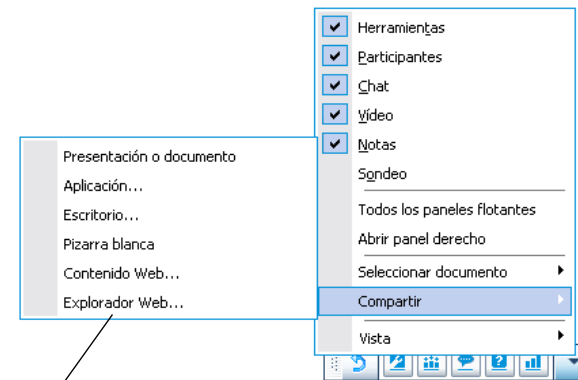 Herramientas
Participantes
Chat
Vídeo
Notas
Sondeo
Todos los paneles flotantes
Abrir panel derecho
Seleccionar documento
Compartir
Vista
Presentación o documento
Aplicación...
Escritorio...
Pizarra blanca
Contenido Web...
Explorador Web...